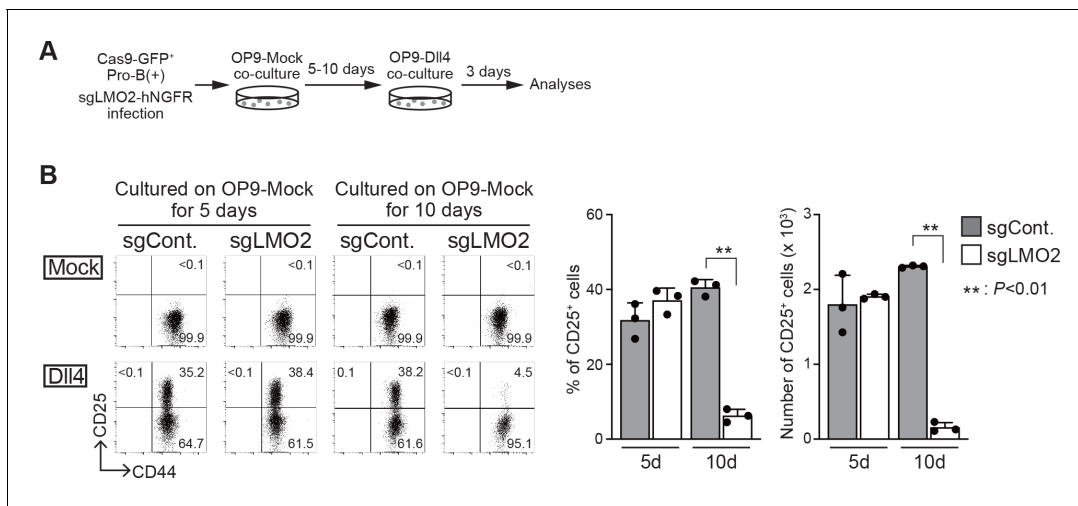 A
Cas9-GFP⁺
Pro-B(+)
sgLMO2-hNGFR
infection
OP9-Mock
co-culture
5-10 days
OP9-Dll4
co-culture
3 days
Analyses
B
Cultured on OP9-Mock
for 5 days
Cultured on OP9-Mock
for 10 days
sgCont. sgLMO2 sgCont. sgLMO2
Mock
<0.1 <0.1 <0.1 <0.1
99.9 99.9 99.9 99.9
Dll4
<0.1 35.2 <0.1 38.4 0.1 38.2 <0.1 4.5
64.7 61.5 61.6 95.1
CD25
CD44
% of CD25⁺ cells
60
40
20
0
**
5d 10d
Number of CD25⁺ cells (x 10³)
3
2
1
0
**
5d 10d
sgCont.
sgLMO2
** : P<0.01